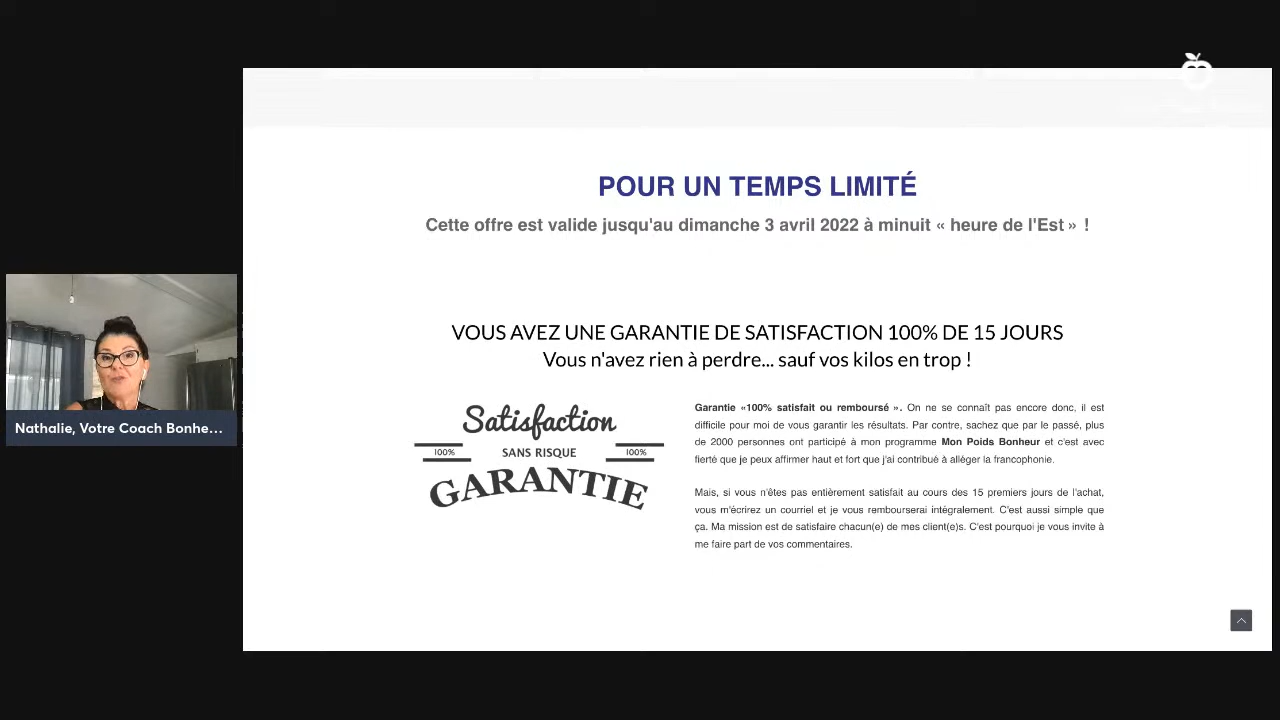 POUR UN TEMPS LIMITÉ
Cette offre est valide jusqu'au dimanche 3 avril 2022 à minuit « heure de l'Est » !
VOUS AVEZ UNE GARANTIE DE SATISFACTION 100% DE 15 JOURS
Vous n'avez rien à perdre... sauf vos kilos en trop !
Satisfaction
100% SANS RISQUE 100%
GARANTIE
Garantie «100% satisfait ou remboursé ». On ne se connaît pas encore donc, il est
difficile pour moi de vous garantir les résultats. Par contre, sachez que par le passé, plus
de 2000 personnes ont participé à mon programme Mon Poids Bonheur et c'est avec
fierté que je peux affirmer haut et fort que j'ai contribué à alléger la francophonie.
Mais, si vous n'êtes pas entièrement satisfait au cours des 15 premiers jours de l'achat,
vous m'écrirez un courriel et je vous rembourserai intégralement. C'est aussi simple que
ça. Ma mission est de satisfaire chacun(e) de mes client(e)s. C'est pourquoi je vous invite à
me faire part de vos commentaires.
Nathalie, Votre Coach Bonhe...